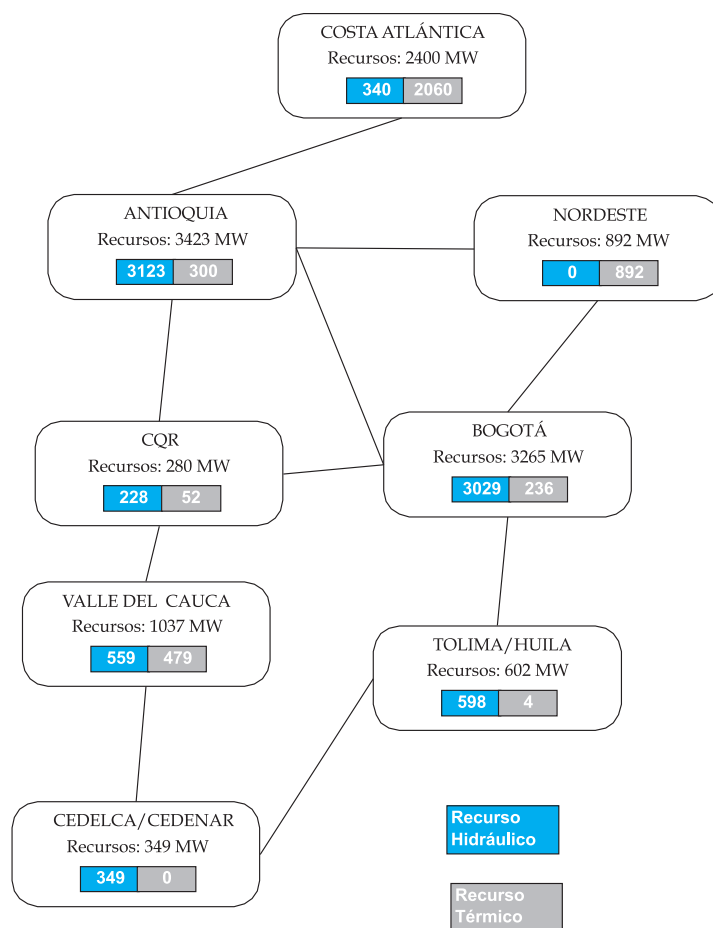 COSTA ATLÁNTICA
Recursos: 2400 MW
340 2060
ANTIOQUIA
Recursos: 3423 MW
3123 300
NORDESTE
Recursos: 892 MW
0 892
CQR
Recursos: 280 MW
228 52
BOGOTÁ
Recursos: 3265 MW
3029 236
VALLE DEL CAUCA
Recursos: 1037 MW
559 479
TOLIMA/HUILA
Recursos: 602 MW
598 4
CEDELCA/CEDENAR
Recursos: 349 MW
349 0
Recurso
Hidráulico
Recurso
Térmico